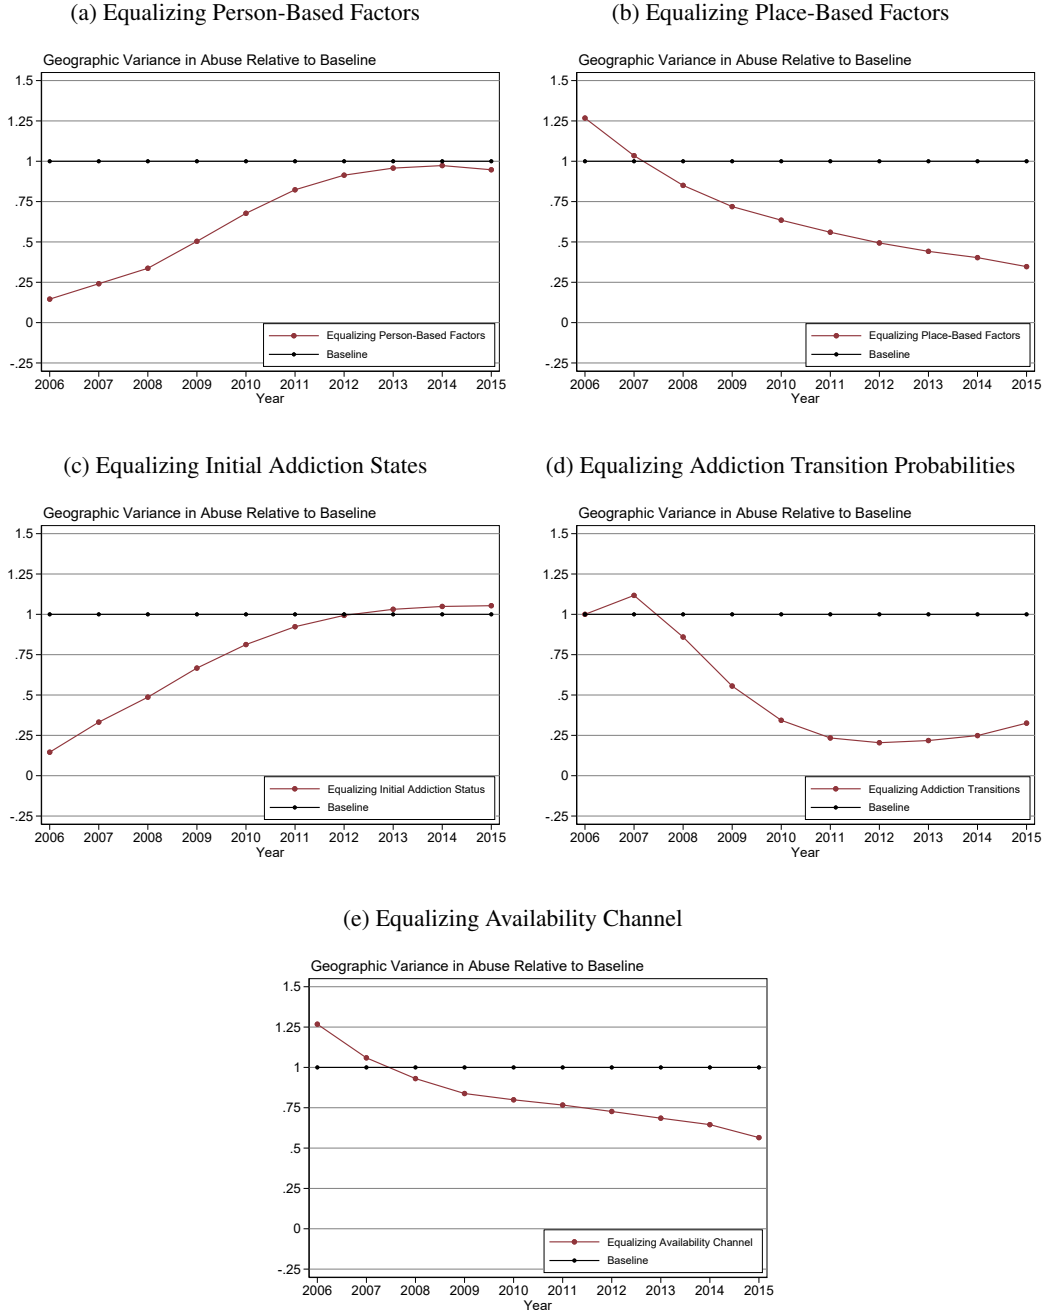 (a) Equalizing Person-Based Factors
Geographic Variance in Abuse Relative to Baseline
1.5
1.25
1
.75
.5
.25
0
-.25
Equalizing Person-Based Factors
Baseline
2006 2007 2008 2009 2010 2011 2012 2013 2014 2015
Year
(b) Equalizing Place-Based Factors
Geographic Variance in Abuse Relative to Baseline
1.5
1.25
1
.75
.5
.25
0
-.25
Equalizing Place-Based Factors
Baseline
2006 2007 2008 2009 2010 2011 2012 2013 2014 2015
Year
(c) Equalizing Initial Addiction States
Geographic Variance in Abuse Relative to Baseline
1.5
1.25
1
.75
.5
.25
0
-.25
Equalizing Initial Addiction Status
Baseline
2006 2007 2008 2009 2010 2011 2012 2013 2014 2015
Year
(d) Equalizing Addiction Transition Probabilities
Geographic Variance in Abuse Relative to Baseline
1.5
1.25
1
.75
.5
.25
0
-.25
Equalizing Addiction Transitions
Baseline
2006 2007 2008 2009 2010 2011 2012 2013 2014 2015
Year
(e) Equalizing Availability Channel
Geographic Variance in Abuse Relative to Baseline
1.5
1.25
1
.75
.5
.25
0
-.25
Equalizing Availability Channel
Baseline
2006 2007 2008 2009 2010 2011 2012 2013 2014 2015
Year